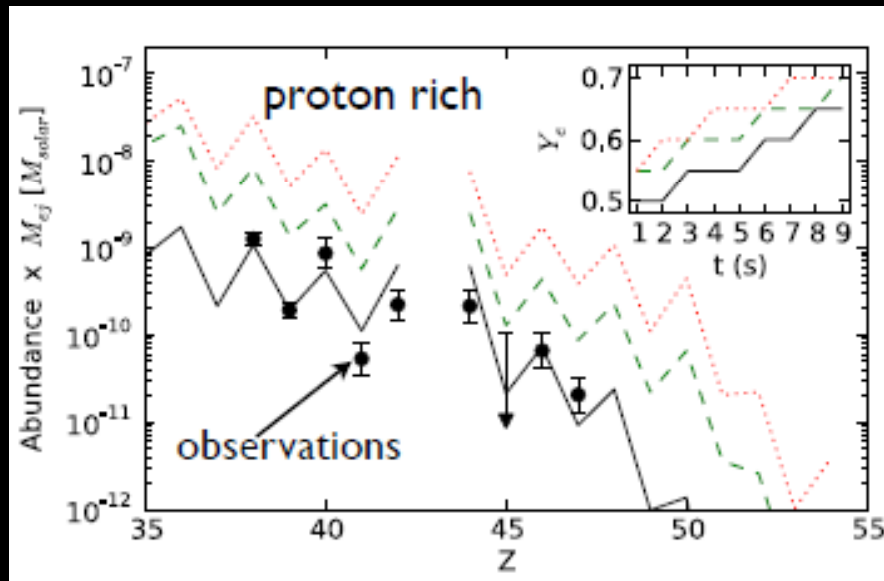 Abundance x M_ej [M_solar]
10^-7
10^-8
10^-9
10^-10
10^-11
10^-12
proton rich
observations
35 40 45 50 55
Z
Y_e
0.7
0.6
0.5
1 2 3 4 5 6 7 8 9
t (s)